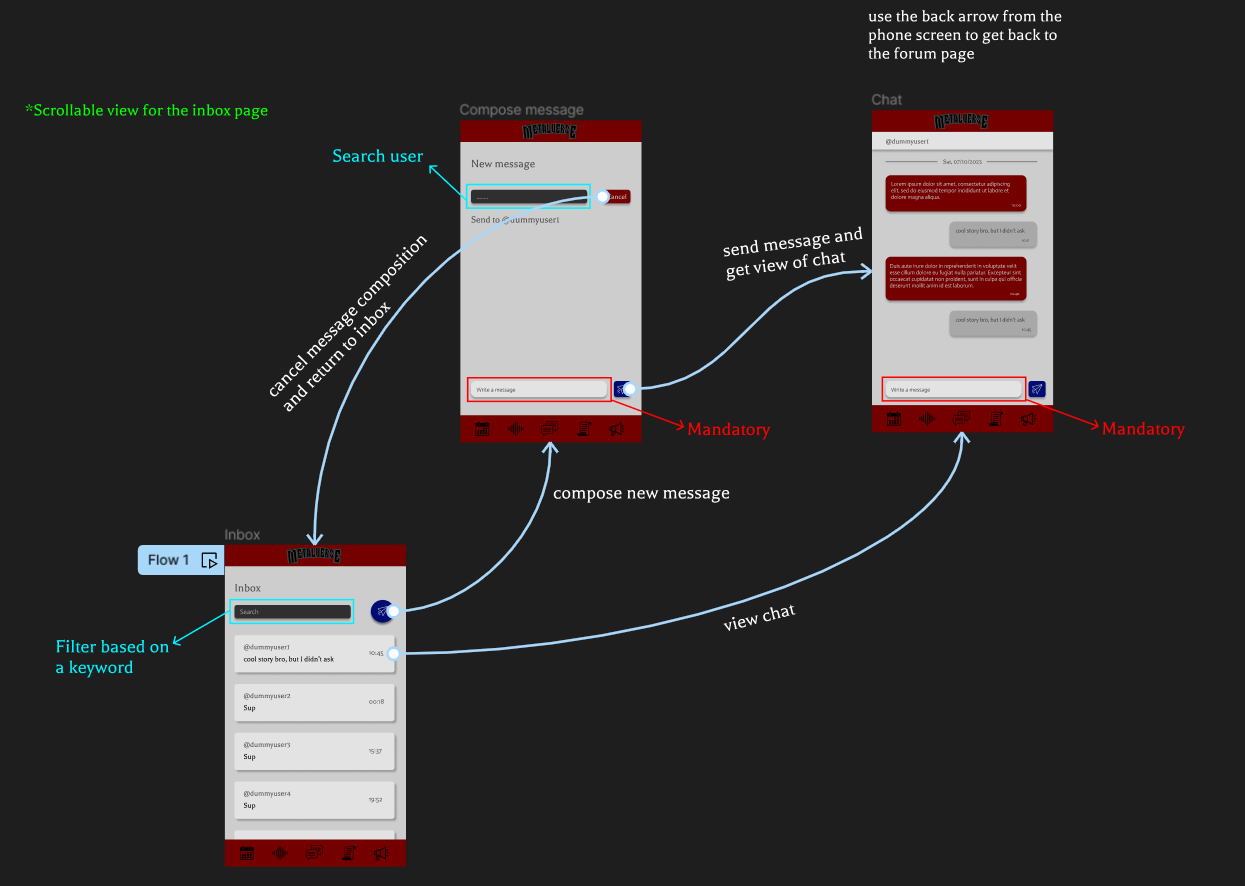 use the back arrow from the
phone screen to get back to
the forum page
*Scrollable view for the inbox page
Compose message
METALVERSE
Search user
New message
........
Cancel
Send to @dummyuser1
cancel message composition
and return to inbox
Write a message
Mandatory
send message and
get view of chat
Chat
METALVERSE
@dummyuser1
Sat, 07/10/2023
Lorem ipsum dolor sit amet, consectetur adipiscing
elit, sed do eiusmod tempor incididunt ut labore et
dolore magna aliqua.
cool story bro, but I didn't ask
Duis aute irure dolor in reprehenderit in voluptate velit
esse cillum dolore eu fugiat nulla pariatur. Excepteur sint
occaecat cupidatat non proident, sunt in culpa qui officia
deserunt mollit anim id est laborum.
cool story bro, but I didn't ask
10:45
Write a message
Mandatory
compose new message
view chat
Flow 1
Inbox
METALVERSE
Inbox
Search
Filter based on
a keyword
@dummyuser1
cool story bro, but I didn't ask
10:45
@dummyuser2
Sup
00:18
@dummyuser3
Sup
15:37
@dummyuser4
Sup
19:52